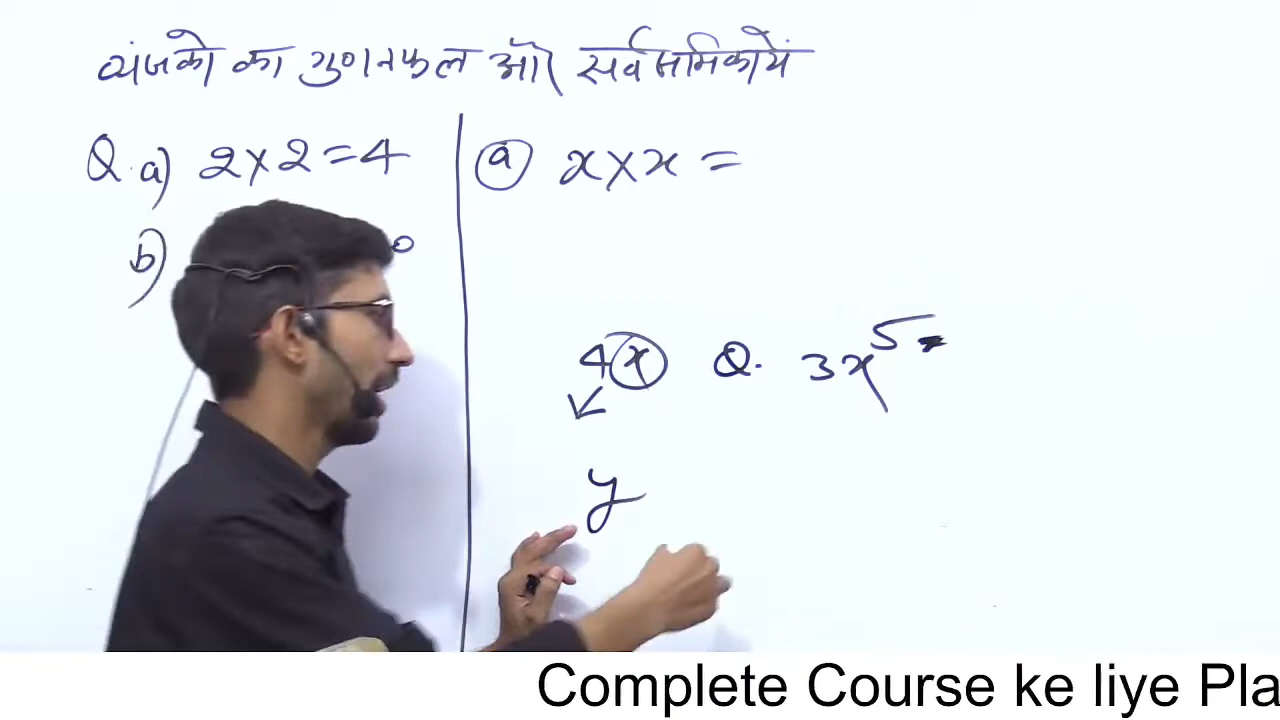 व्यंजको का गुणनफल और सर्वसमिकायें
Q. a) 2×2=4
b)
a x×x =
4x Q. 3x⁵
y
Complete Course ke liye Pla